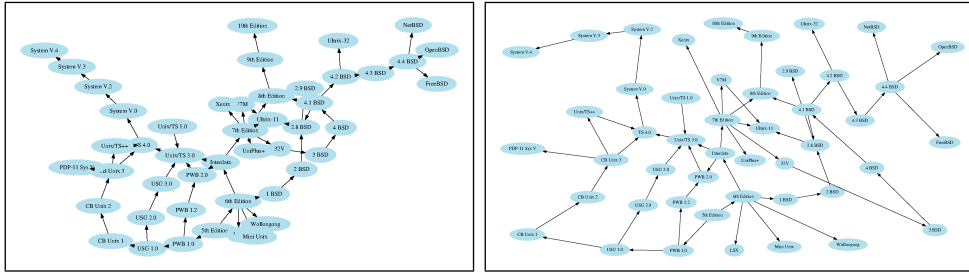 10th Edition
NetBSD
Ultrix-32
System V.4
OpenBSD
4.4 BSD
9th Edition
System V.3
4.3 BSD
4.2 BSD
FreeBSD
System V.2
2.9 BSD
8th Edition
Xenix
V7M
4.1 BSD
System V.0
Ultrix-11
Unix/TS 1.0
2.8 BSD
4 BSD
7th Edition
Unix/TS++
TS 4.0
UniPlus+
32V
3 BSD
Unix/TS 3.0
Interdata
PDP-11 Sys V
Unix 3
PWB 2.0
2 BSD
USG 3.0
1 BSD
6th Edition
CB Unix 2
PWB 1.2
USG 2.0
Wollongong
5th Edition
Mini Unix
CB Unix 1
USG 1.0
PWB 1.0
10th Edition
Ultrix-32
NetBSD
System V.2
System V.3
9th Edition
Xenix
OpenBSD
System V.4
2.9 BSD
4.2 BSD
V7M
4.4 BSD
System V.0
8th Edition
Unix/TS 1.0
4.1 BSD
Unix/TS++
7th Edition
4.3 BSD
Ultrix-11
TS 4.0
Unix/TS 3.0
2.8 BSD
FreeBSD
PDP-11 Sys V
Interdata
CB Unix 3
UniPlus+
32V
4 BSD
USG 3.0
PWB 2.0
2 BSD
CB Unix 2
6th Edition
1 BSD
USG 2.0
PWB 1.2
5th Edition
3 BSD
CB Unix 1
USG 1.0
PWB 1.0
LSX
Mini Unix
Wollongong